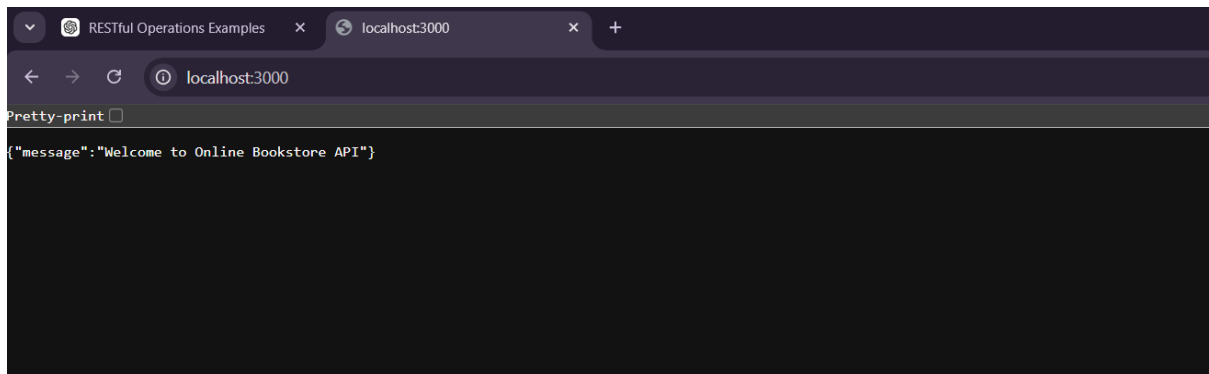 RESTful Operations Examples
localhost:3000
localhost:3000
Pretty-print
{"message":"Welcome to Online Bookstore API"}